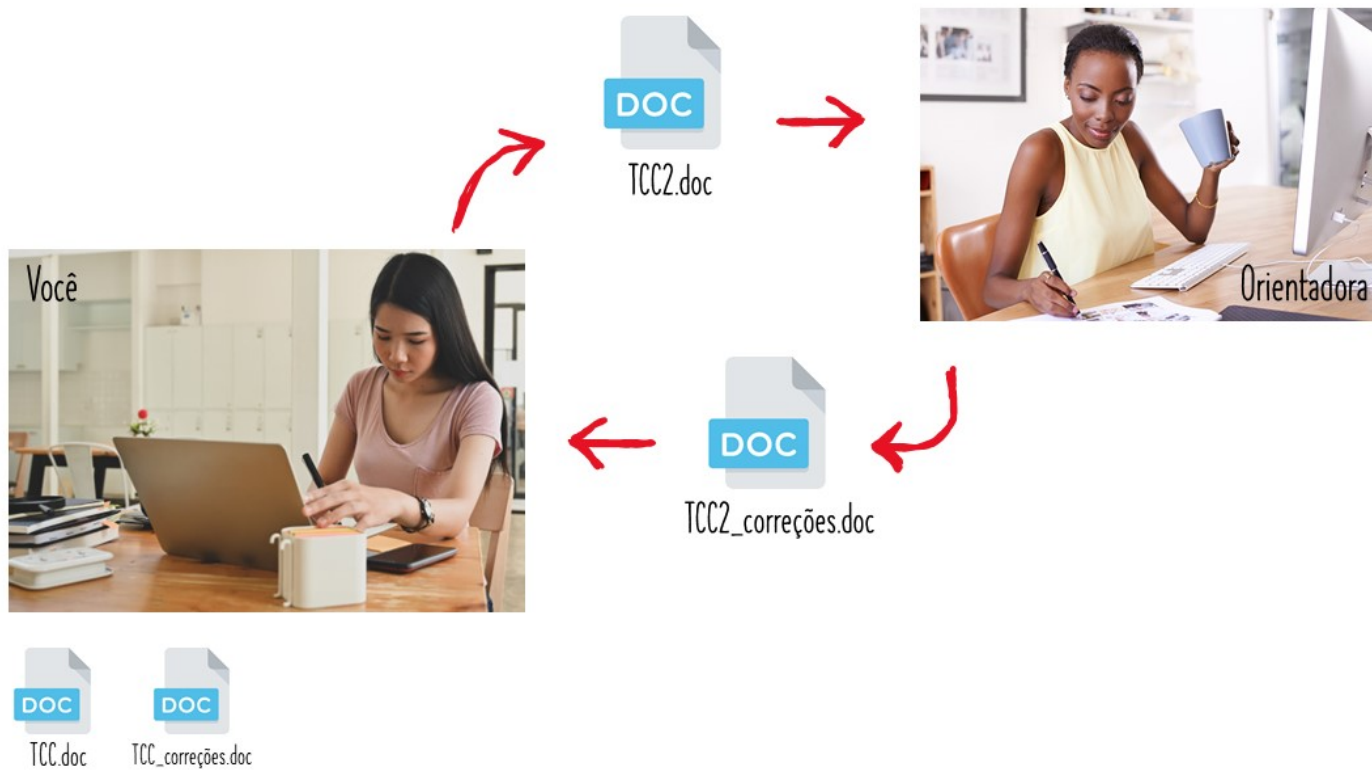 DOC
TCC2.doc
Você
Orientadora
DOC
TCC2_correções.doc
DOC
TCC.doc
DOC
TCC_correções.doc